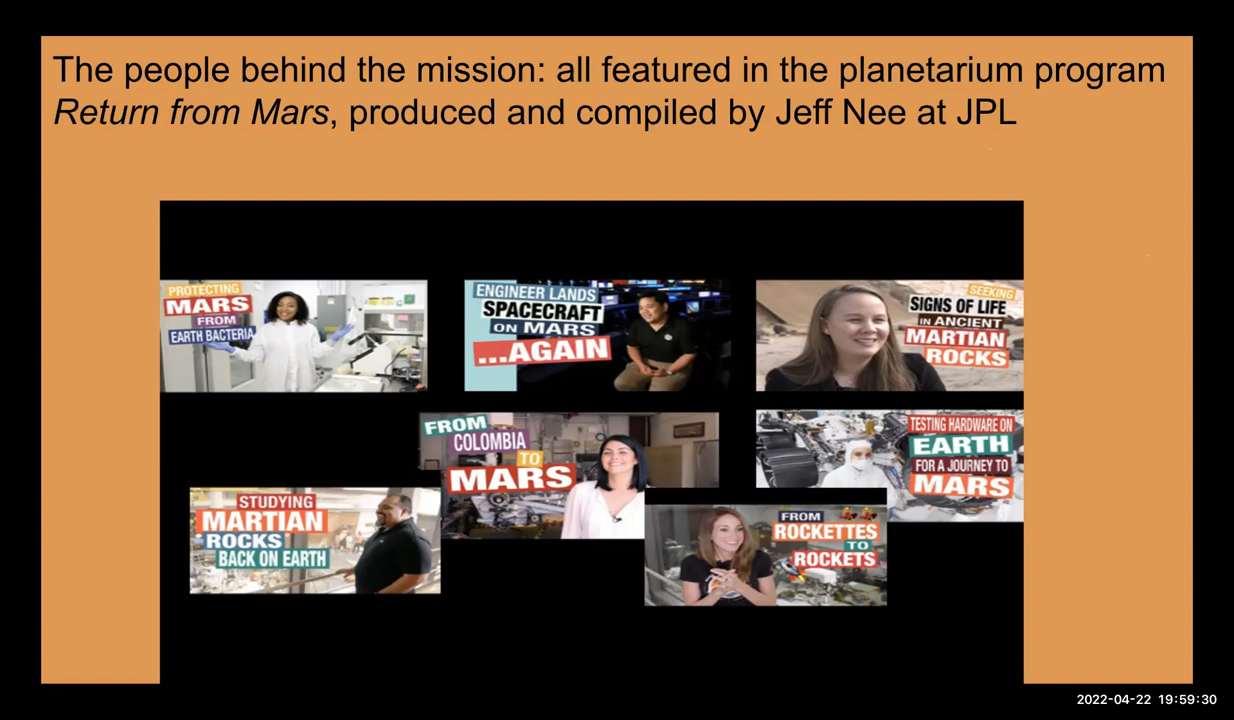 The people behind the mission: all featured in the planetarium program
Return from Mars, produced and compiled by Jeff Nee at JPL
PROTECTING
MARS
FROM
EARTH BACTERIA
ENGINEER LANDS
SPACECRAFT
ON MARS
...AGAIN
SEEKING
SIGNS OF LIFE
IN ANCIENT
MARTIAN
ROCKS
FROM
COLOMBIA
TO
MARS
TESTING HARDWARE ON
EARTH
FOR A JOURNEY TO
MARS
STUDYING
MARTIAN
ROCKS
BACK ON EARTH
FROM
ROCKETTES
TO
ROCKETS
2022-04-22 19:59:30